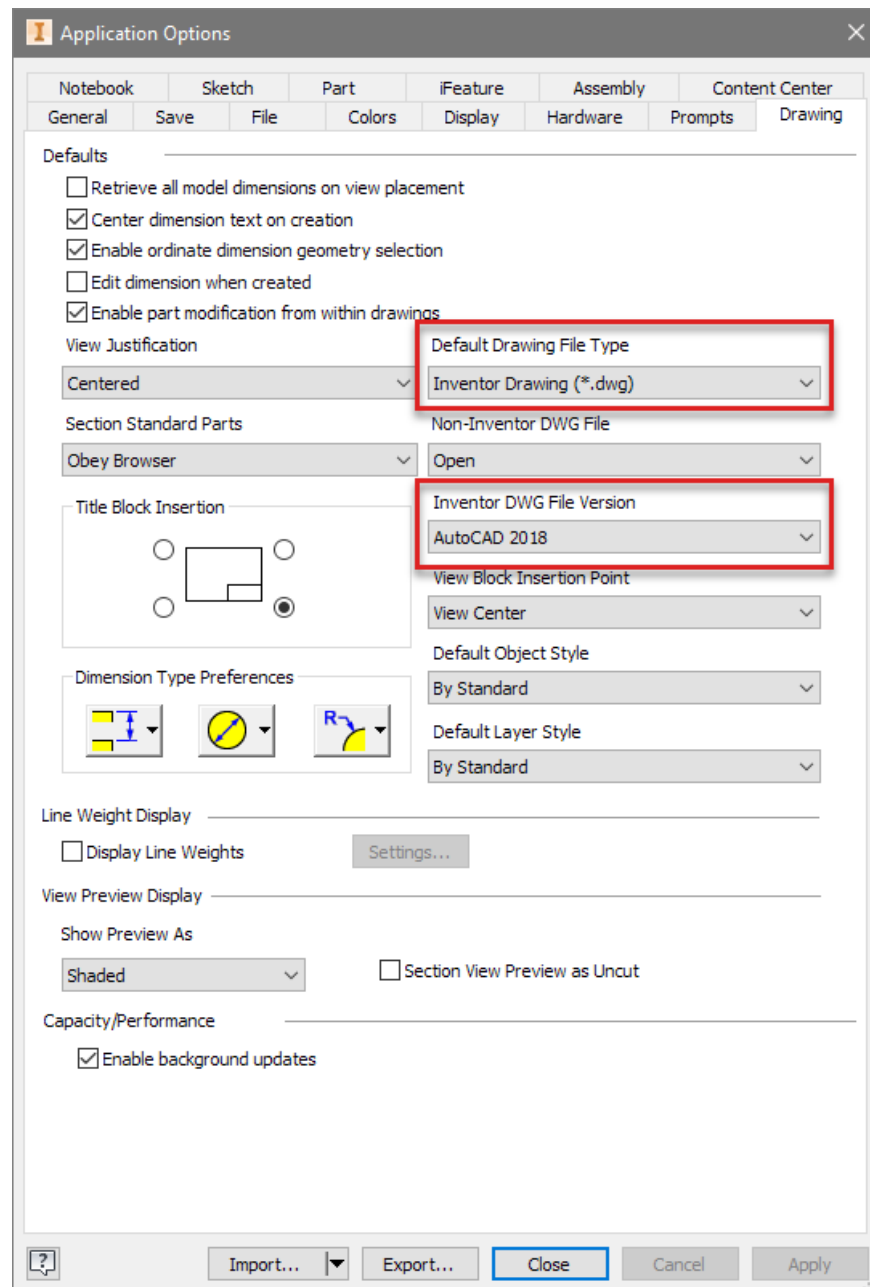 Application Options
Notebook Sketch Part iFeature Assembly Content Center
General Save File Colors Display Hardware Prompts Drawing
Defaults
Retrieve all model dimensions on view placement
Center dimension text on creation
Enable ordinate dimension geometry selection
Edit dimension when created
Enable part modification from within drawings
View Justification Default Drawing File Type
Centered Inventor Drawing (*.dwg)
Section Standard Parts Non-Inventor DWG File
Obey Browser Open
Title Block Insertion Inventor DWG File Version
AutoCAD 2018
View Block Insertion Point
View Center
Default Object Style
Dimension Type Preferences By Standard
R
Default Layer Style
By Standard
Line Weight Display
Display Line Weights Settings...
View Preview Display
Show Preview As
Shaded Section View Preview as Uncut
Capacity/Performance
Enable background updates
? Import... Export... Close Cancel Apply